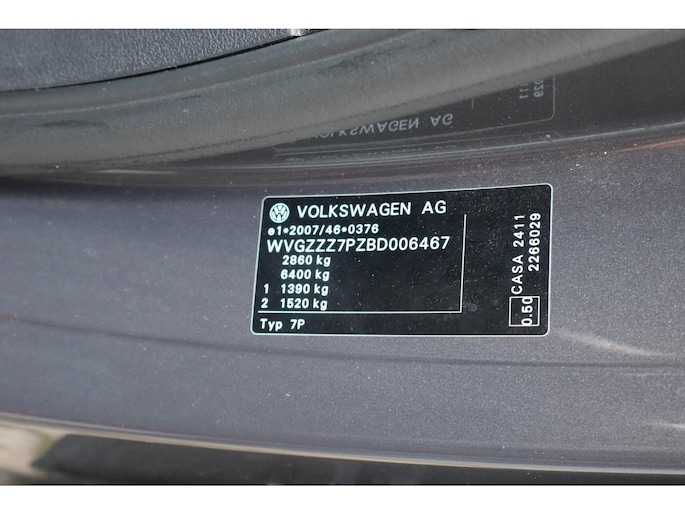 VOLKSWAGEN AG
e1*2007/46*0376
WVGZZZ7PZBD006467
2860 kg
6400 kg
1 1390 kg
2 1520 kg
Typ 7P
0.50 CASA 2411
2266029
VOLKSWAGEN AG